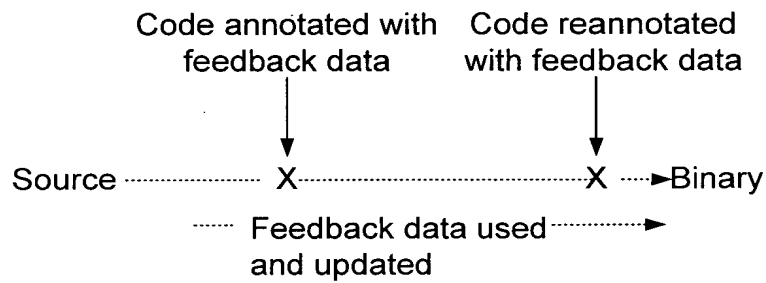 Code annotated with
feedback data
Code reannotated
with feedback data
Source X X Binary
Feedback data used
and updated